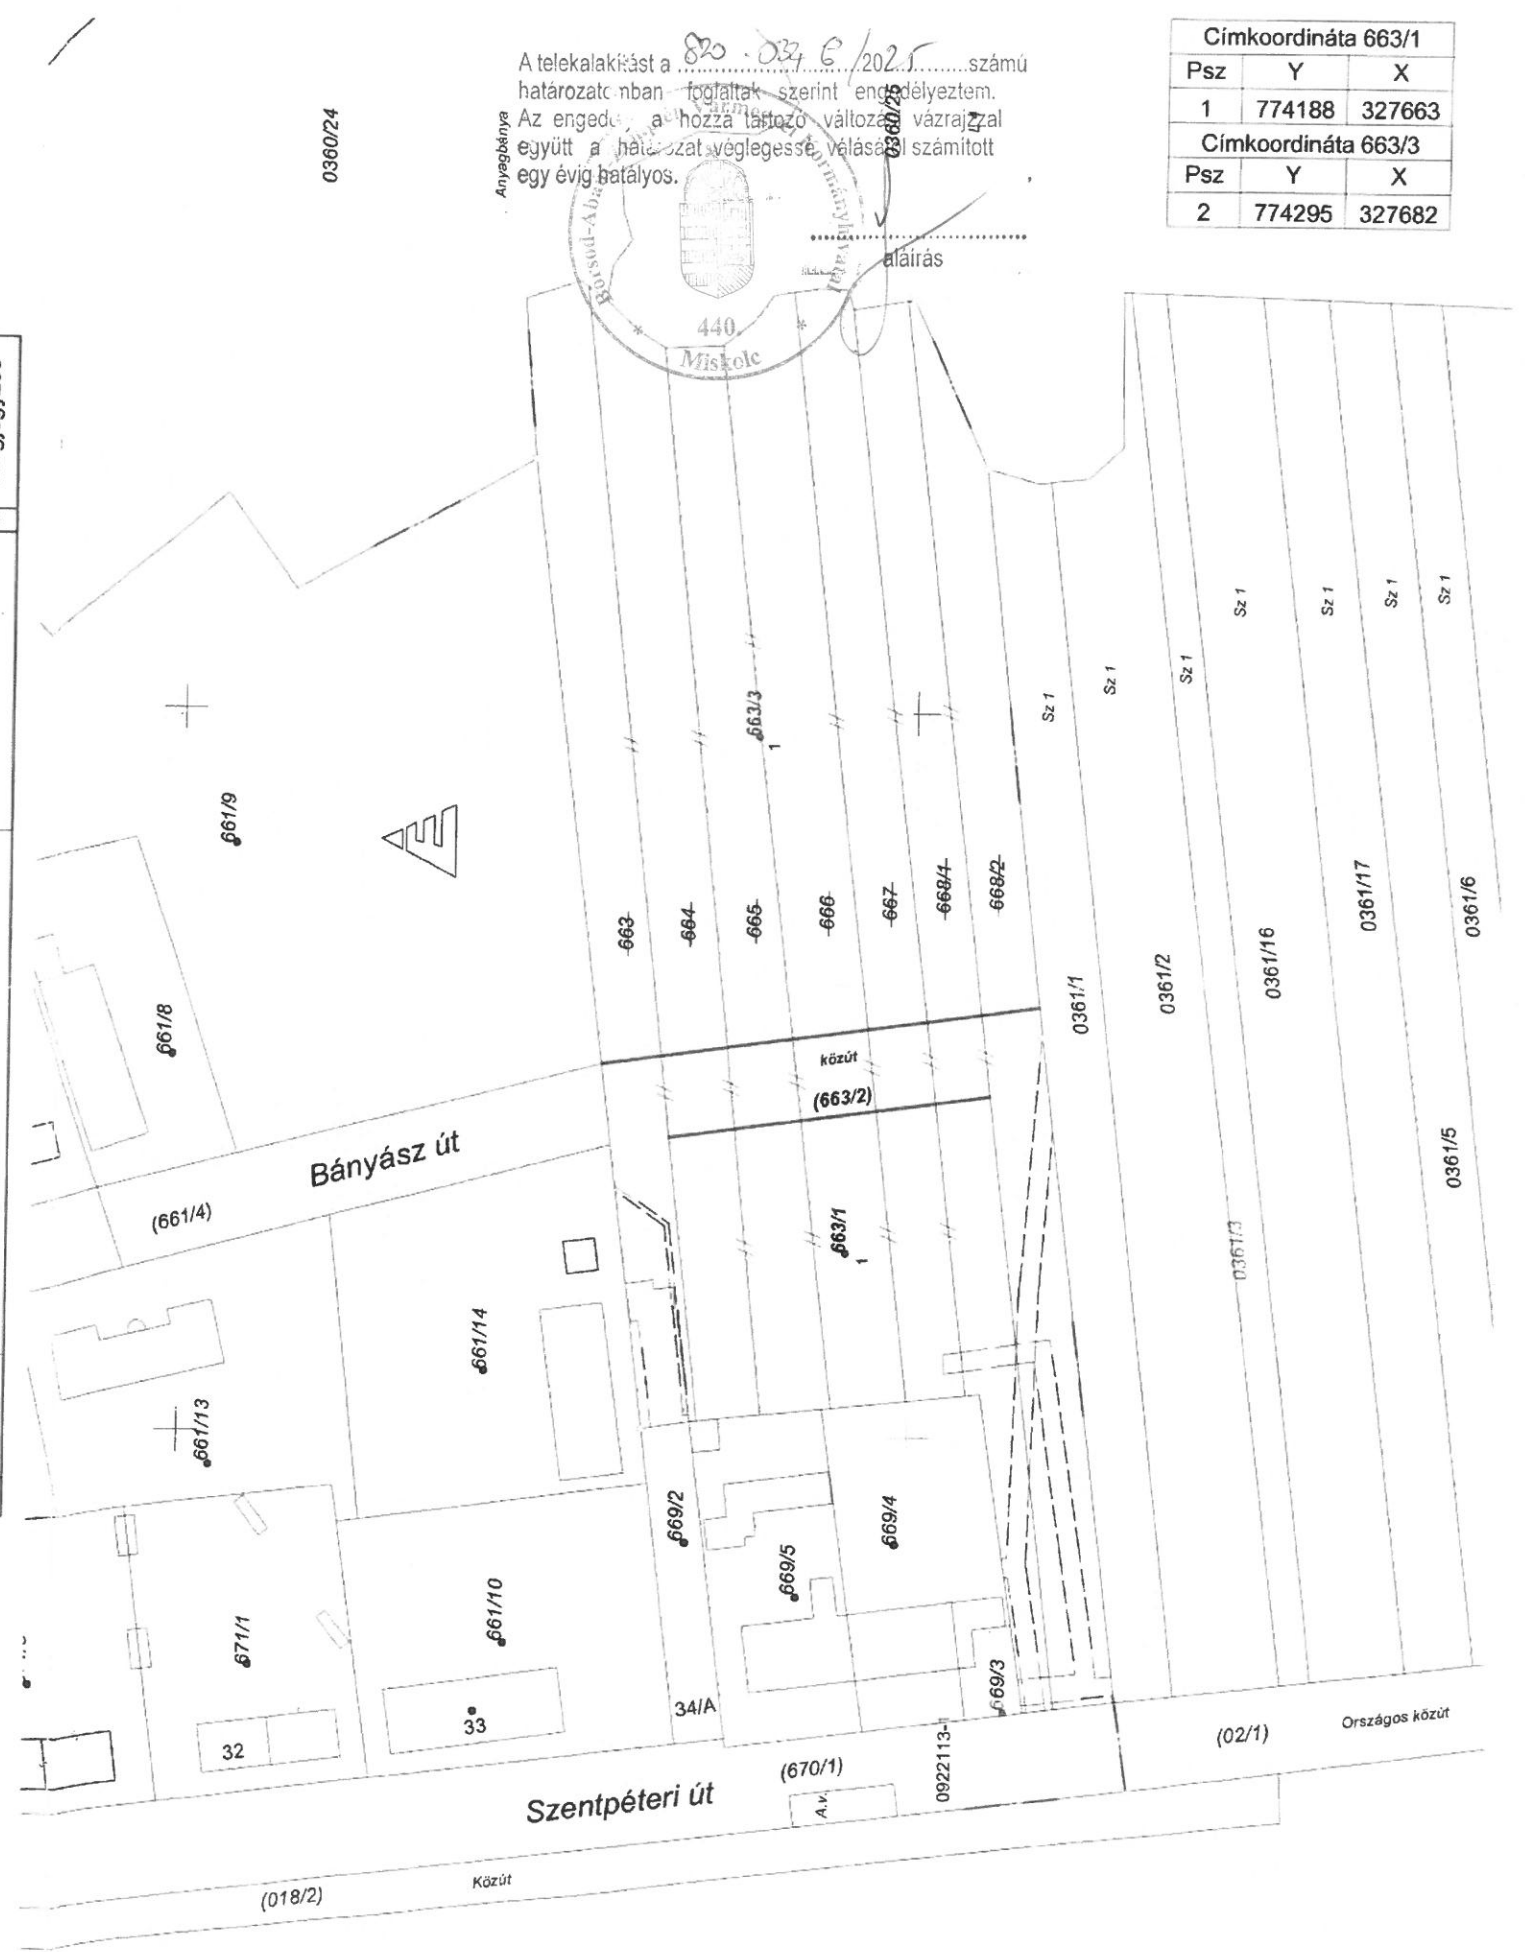 A telekalakítást a 820.034 6/2025 számú
határozatomban foglaltak szerint engedélyeztem.
Az engedély a hozzá tartozó változási vázrajzzal
együtt a határozat véglegessé válásától számított
egy évig hatályos.
aláírás
Borsod-Abaúj-Zemplén Vármegyei Kormányhivatal
* 440. *
Miskolc
Címkoordináta 663/1
Psz Y X
1 774188 327663
Címkoordináta 663/3
Psz Y X
2 774295 327682
0360/24
Anyagbánya
0360/25
Sz 1
Sz 1
Sz 1
Sz 1
Sz 1
Sz 1
Sz 1
663/3
1
661/9
663
664
665
666
667
668/1
668/2
0361/1
0361/2
0361/16
0361/17
0361/6
661/8
közút
(663/2)
Bányász út
(661/4)
0361/5
663/1
1
0361/3
661/14
661/13
669/2
669/4
669/5
671/1
661/10
669/3
34/A
33
32
(670/1)
0922113-1
(02/1)
Országos közút
Szentpéteri út
A.v.
(018/2)
Közút